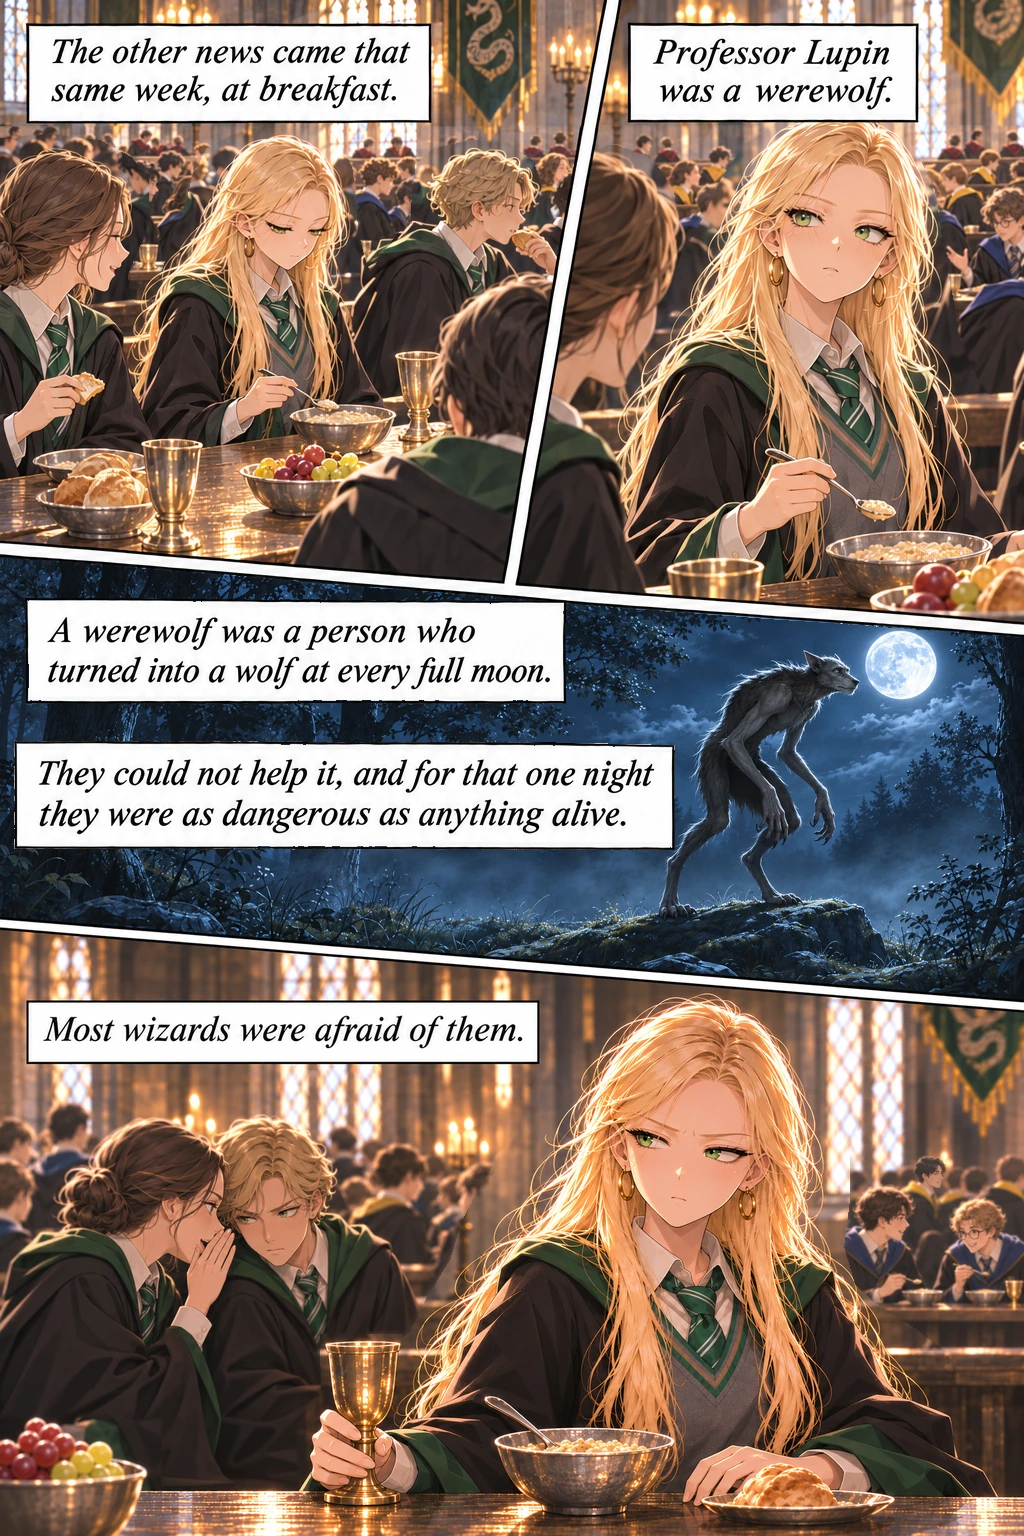 The other news came that
same week, at breakfast.
Professor Lupin
was a werewolf.
A werewolf was a person who
turned into a wolf at every full moon.
They could not help it, and for that one night
they were as dangerous as anything alive.
Most wizards were afraid of them.